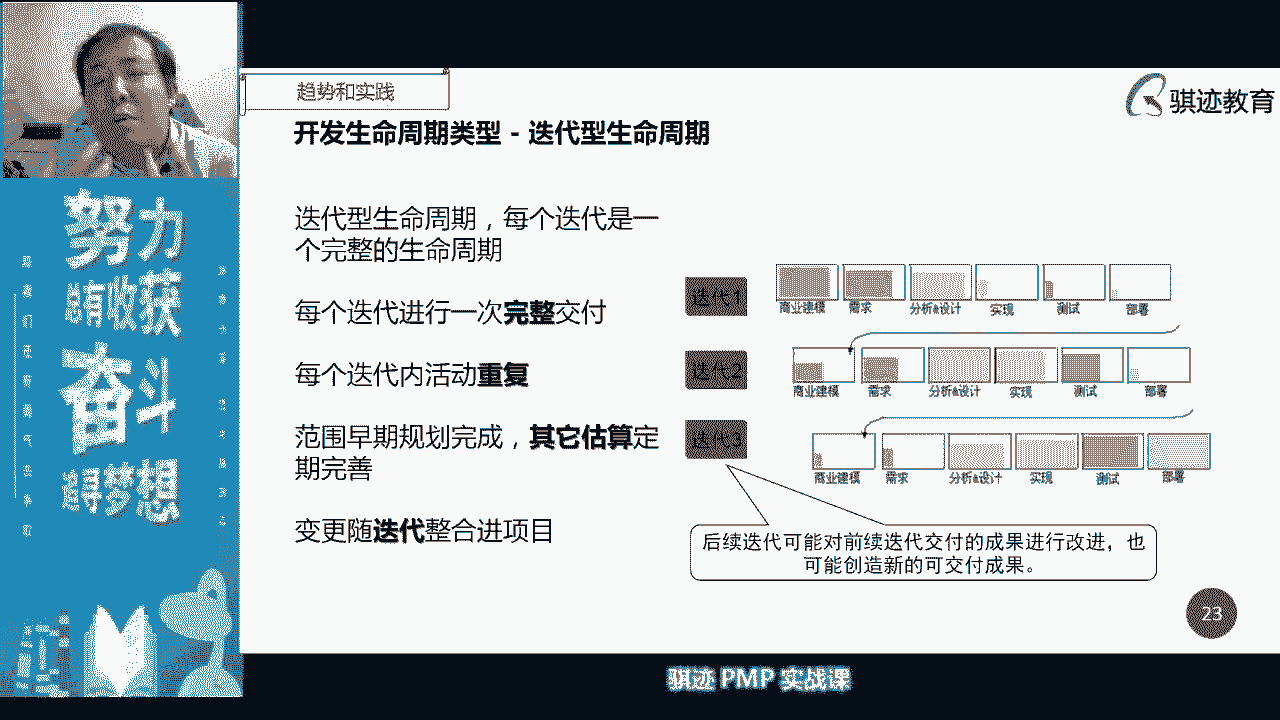 趋势和实践
骐迹教育
开发生命周期类型 - 迭代型生命周期
迭代型生命周期，每个迭代是一
个完整的生命周期
每个迭代进行一次完整交付
每个迭代内活动重复
范围早期规划完成，其它估算定
期完善
变更随迭代整合进项目
迭代1
商业建模 需求 分析&设计 实现 测试 部署
迭代2
商业建模 需求 分析&设计 实现 测试 部署
迭代3
商业建模 需求 分析&设计 实现 测试 部署
后续迭代可能对前续迭代交付的成果进行改进，也
可能创造新的可交付成果。
23
努力
总有收获
奋斗
追寻梦想
骐迹 PMP 实战课